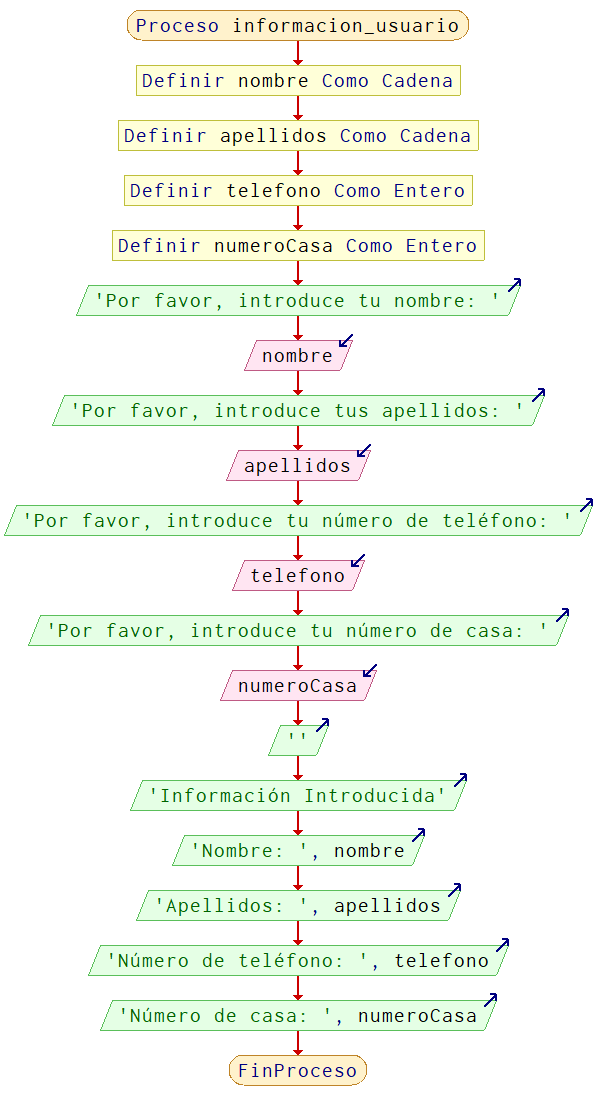 Proceso informacion_usuario
Definir nombre Como Cadena
Definir apellidos Como Cadena
Definir telefono Como Entero
Definir numeroCasa Como Entero
'Por favor, introduce tu nombre: '
nombre
'Por favor, introduce tus apellidos: '
apellidos
'Por favor, introduce tu número de teléfono: '
telefono
'Por favor, introduce tu número de casa: '
numeroCasa
''
'Información Introducida'
'Nombre: ', nombre
'Apellidos: ', apellidos
'Número de teléfono: ', telefono
'Número de casa: ', numeroCasa
FinProceso